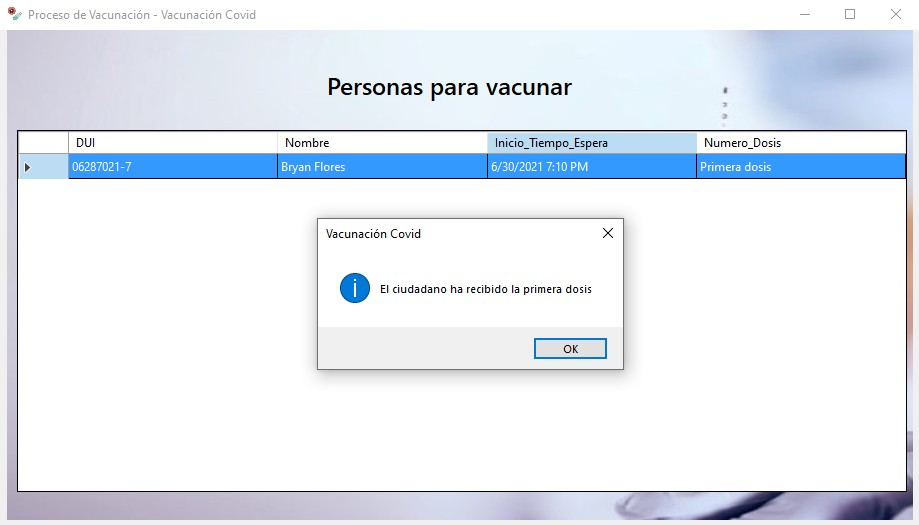 Proceso de Vacunación - Vacunación Covid
Personas para vacunar
DUI Nombre Inicio_Tiempo_Espera Numero_Dosis
06287021-7 Bryan Flores 6/30/2021 7:10 PM Primera dosis
Vacunación Covid
El ciudadano ha recibido la primera dosis
OK